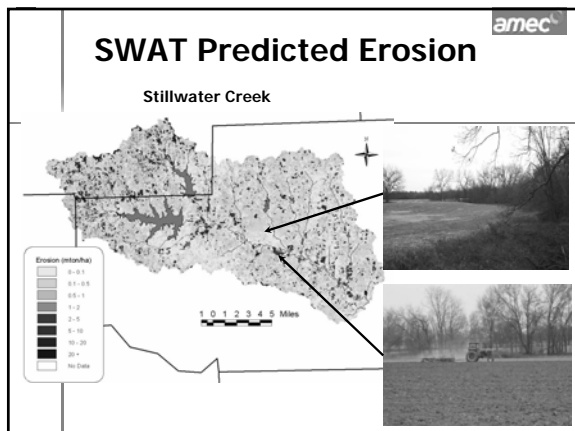 amec
SWAT Predicted Erosion
Stillwater Creek
N
Erosion (mton/ha)
0 - 0.1
0.1 - 0.5
0.5 - 1
1 - 2
2 - 5
5 - 10
10 - 20
20 +
No Data
1 0 1 2 3 4 5 Miles